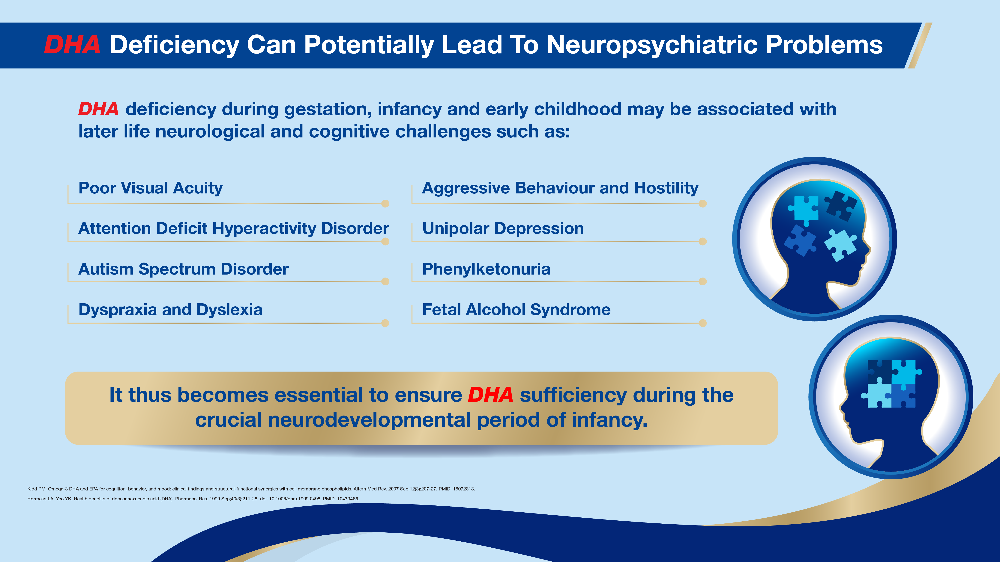 DHA Deficiency Can Potentially Lead To Neuropsychiatric Problems
DHA deficiency during gestation, infancy and early childhood may be associated with
later life neurological and cognitive challenges such as:
Poor Visual Acuity
Attention Deficit Hyperactivity Disorder
Autism Spectrum Disorder
Dyspraxia and Dyslexia
Aggressive Behaviour and Hostility
Unipolar Depression
Phenylketonuria
Fetal Alcohol Syndrome
It thus becomes essential to ensure DHA sufficiency during the
crucial neurodevelopmental period of infancy.
Kidd PM. Omega-3 DHA and EPA for cognition, behavior, and mood: clinical findings and structural-functional synergies with cell membrane phospholipids. Altern Med Rev. 2007 Sep;12(3):207-27. PMID: 18072818.
Horrocks LA, Yeo YK. Health benefits of docosahexaenoic acid (DHA). Pharmacol Res. 1999 Sep;40(3):211-25. doi: 10.1006/phrs.1999.0495. PMID: 10479465.